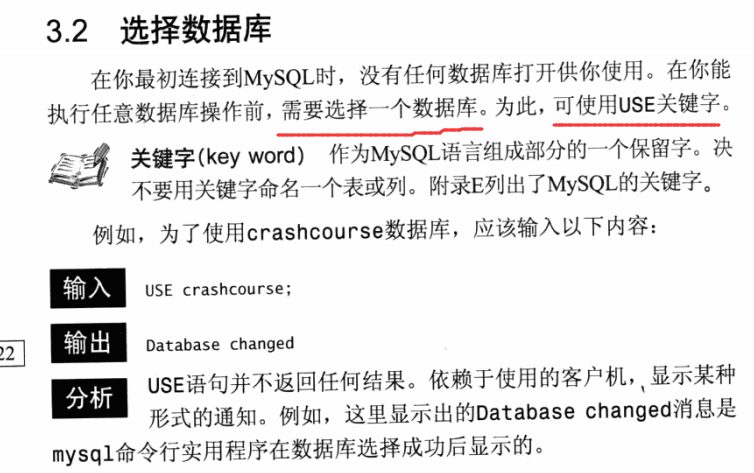 3.2 选择数据库
在你最初连接到MySQL时，没有任何数据库打开供你使用。在你能
执行任意数据库操作前，需要选择一个数据库。为此，可使用USE关键字。
关键字(key word) 作为MySQL语言组成部分的一个保留字。决
不要用关键字命名一个表或列。附录E列出了MySQL的关键字。
例如，为了使用crashcourse数据库，应该输入以下内容：
输入 USE crashcourse;
输出 Database changed
22
分析 USE语句并不返回任何结果。依赖于使用的客户机，显示某种
形式的通知。例如，这里显示出的Database changed消息是
mysql命令行实用程序在数据库选择成功后显示的。